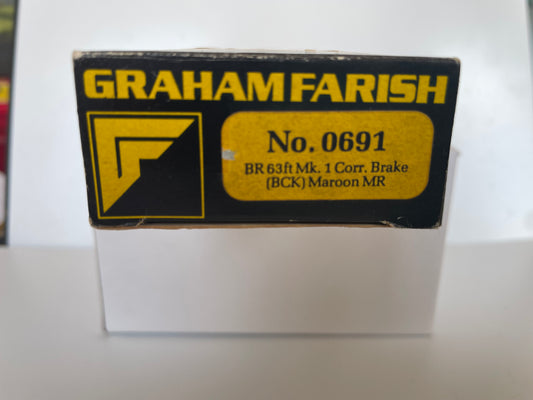 GRAHAM FARISH
No. 0691
BR 63ft Mk. 1 Corr. Brake
(BCK) Maroon MR